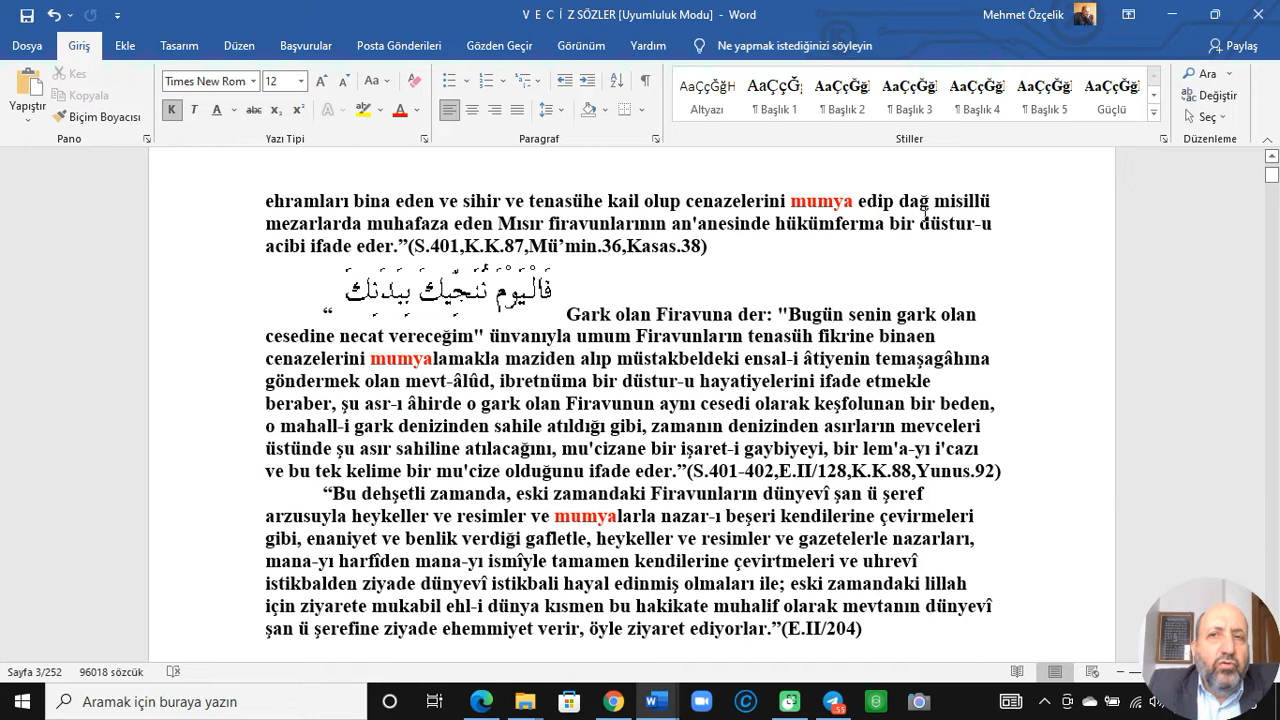 V E C İ Z SÖZLER [Uyumluluk Modu] - Word
Mehmet Özçelik
Dosya Giriş Ekle Tasarım Düzen Başvurular Posta Gönderileri Gözden Geçir Görünüm Yardım Ne yapmak istediğinizi söyleyin Paylaş
Yapıştır
Kes
Kopyala
Biçim Boyacısı
Pano
Times New Rom 12
Yazı Tipi
Paragraf
AaÇçĞğH AaÇçĞğ AaÇçĞğ AaÇçĞğ AaÇçĞğ AaÇçĞğ AaÇçĞğH
Altyazı ¶ Başlık 1 ¶ Başlık 2 ¶ Başlık 3 ¶ Başlık 4 ¶ Başlık 5 Güçlü
Stiller
Ara
Değiştir
Seç
Düzenleme
ehramları bina eden ve sihir ve tenasühe kail olup cenazelerini mumya edip dağ misillü
mezarlarda muhafaza eden Mısır firavunlarının an'anesinde hükümferma bir düstur-u
acibi ifade eder.”(S.401,K.K.87,Mü’min.36,Kasas.38)
“ فَالْيَوْمَ نُنَجِّيكَ بِبَدَنِكَ Gark olan Firavuna der: "Bugün senin gark olan
cesedine necat vereceğim" ünvanıyla umum Firavunların tenasüh fikrine binaen
cenazelerini mumyalamakla maziden alıp müstakbeldeki ensal-i âtiyenin temaşagâhına
göndermek olan mevt-âlûd, ibretnüma bir düstur-u hayatiyelerini ifade etmekle
beraber, şu asr-ı âhirde o gark olan Firavunun aynı cesedi olarak keşfolunan bir beden,
o mahall-i gark denizinden sahile atıldığı gibi, zamanın denizinden asırların mevceleri
üstünde şu asır sahiline atılacağını, mu'cizane bir işaret-i gaybiyeyi, bir lem'a-yı i'cazı
ve bu tek kelime bir mu'cize olduğunu ifade eder.”(S.401-402,E.II/128,K.K.88,Yunus.92)
“Bu dehşetli zamanda, eski zamandaki Firavunların dünyevî şan ü şeref
arzusuyla heykeller ve resimler ve mumyalarla nazar-ı beşeri kendilerine çevirmeleri
gibi, enaniyet ve benlik verdiği gafletle, heykeller ve resimler ve gazetelerle nazarları,
mana-yı harfîden mana-yı ismîyle tamamen kendilerine çevirtmeleri ve uhrevî
istikbalden ziyade dünyevî istikbali hayal edinmiş olmaları ile; eski zamandaki lillah
için ziyarete mukabil ehl-i dünya kısmen bu hakikate muhalif olarak mevtanın dünyevî
şan ü şerefine ziyade ehemmiyet verir, öyle ziyaret ediyorlar.”(E.II/204)
Sayfa 3/252 96018 sözcük
Aramak için buraya yazın